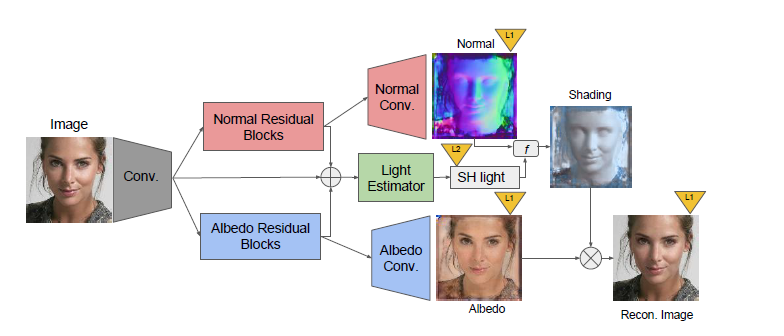 Normal
L1
Normal
Conv.
Shading
Normal Residual
Blocks
Image
Conv.
L2
f
Light
Estimator
SH light
L1
L1
Albedo Residual
Blocks
Albedo
Conv.
Albedo
Recon. Image